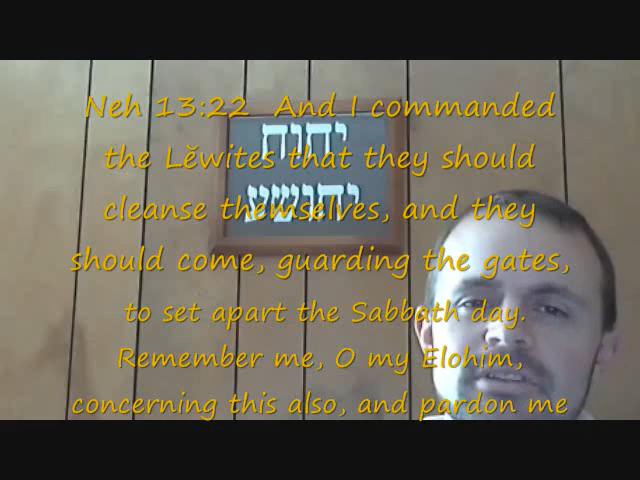 Neh 13:22 And I commanded
the Lĕwites that they should
cleanse themselves, and they
should come, guarding the gates,
to set apart the Sabbath day.
Remember me, O my Elohim,
concerning this also, and pardon me
יהוה
יהושע